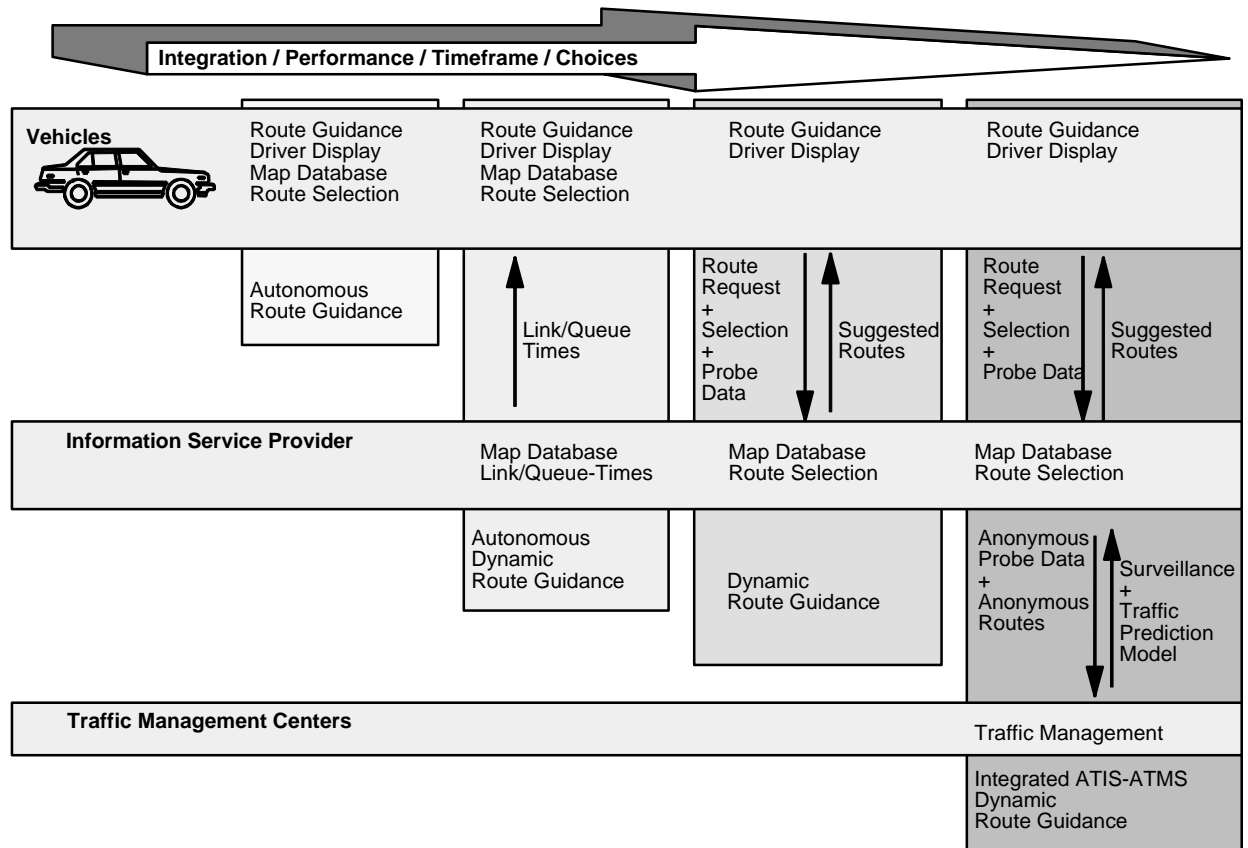 Integration / Performance / Timeframe / Choices
Vehicles
Route Guidance
Driver Display
Map Database
Route Selection
Route Guidance
Driver Display
Map Database
Route Selection
Route Guidance
Driver Display
Route Guidance
Driver Display
Autonomous
Route Guidance
Link/Queue
Times
Route
Request
+
Selection
+
Probe
Data
Suggested
Routes
Route
Request
+
Selection
+
Probe Data
Suggested
Routes
Information Service Provider
Map Database
Link/Queue-Times
Map Database
Route Selection
Map Database
Route Selection
Autonomous
Dynamic
Route Guidance
Dynamic
Route Guidance
Anonymous
Probe Data
+
Anonymous
Routes
Surveillance
+
Traffic
Prediction
Model
Traffic Management Centers
Traffic Management
Integrated ATIS-ATMS
Dynamic
Route Guidance